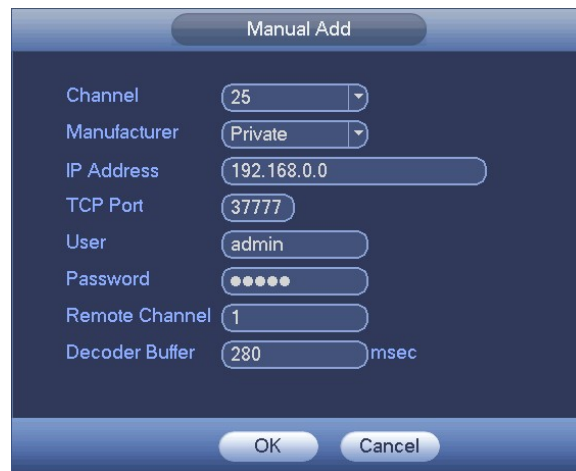 Manual Add
Channel 25
Manufacturer Private
IP Address 192.168.0.0
TCP Port 37777
User admin
Password ●●●●●
Remote Channel 1
Decoder Buffer 280 msec
OK Cancel